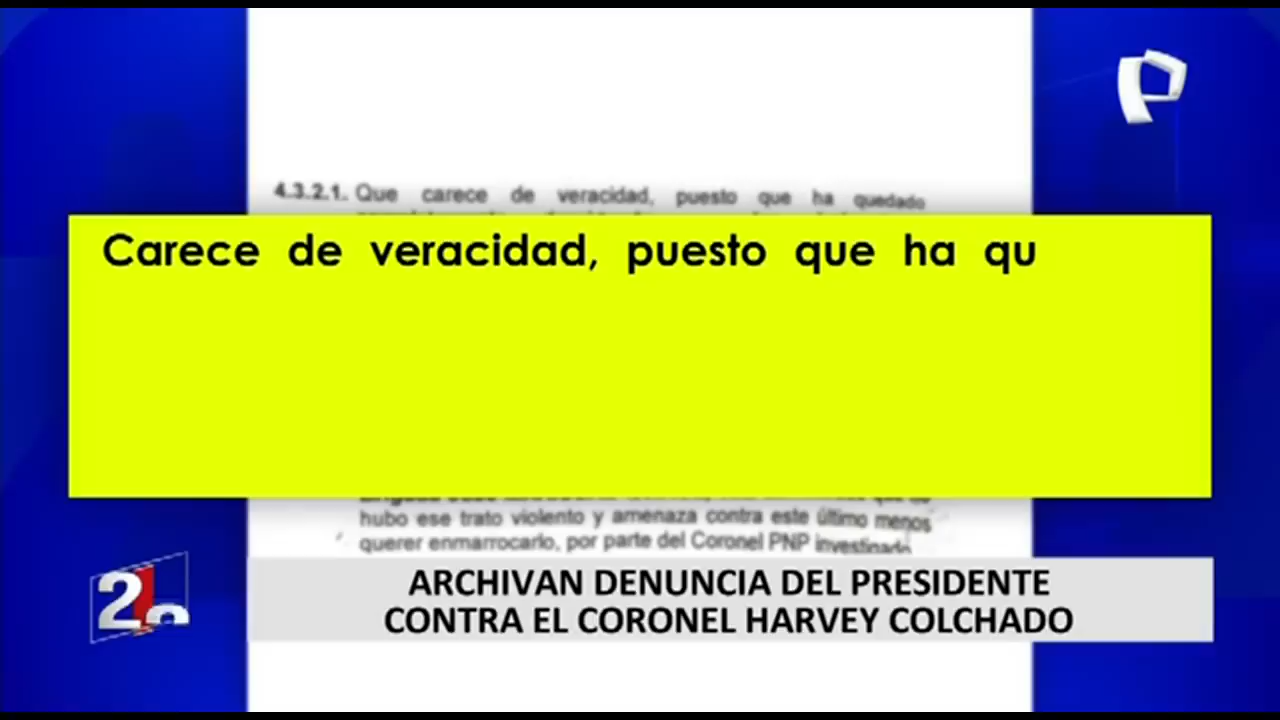 4.3.2.1. Que carece de veracidad, puesto que ha quedado
Carece de veracidad, puesto que ha qu
hubo ese trato violento y amenaza contra este último menos
querer enmarrocarlo, por parte del Coronel PNP investigado
24
ARCHIVAN DENUNCIA DEL PRESIDENTE
CONTRA EL CORONEL HARVEY COLCHADO